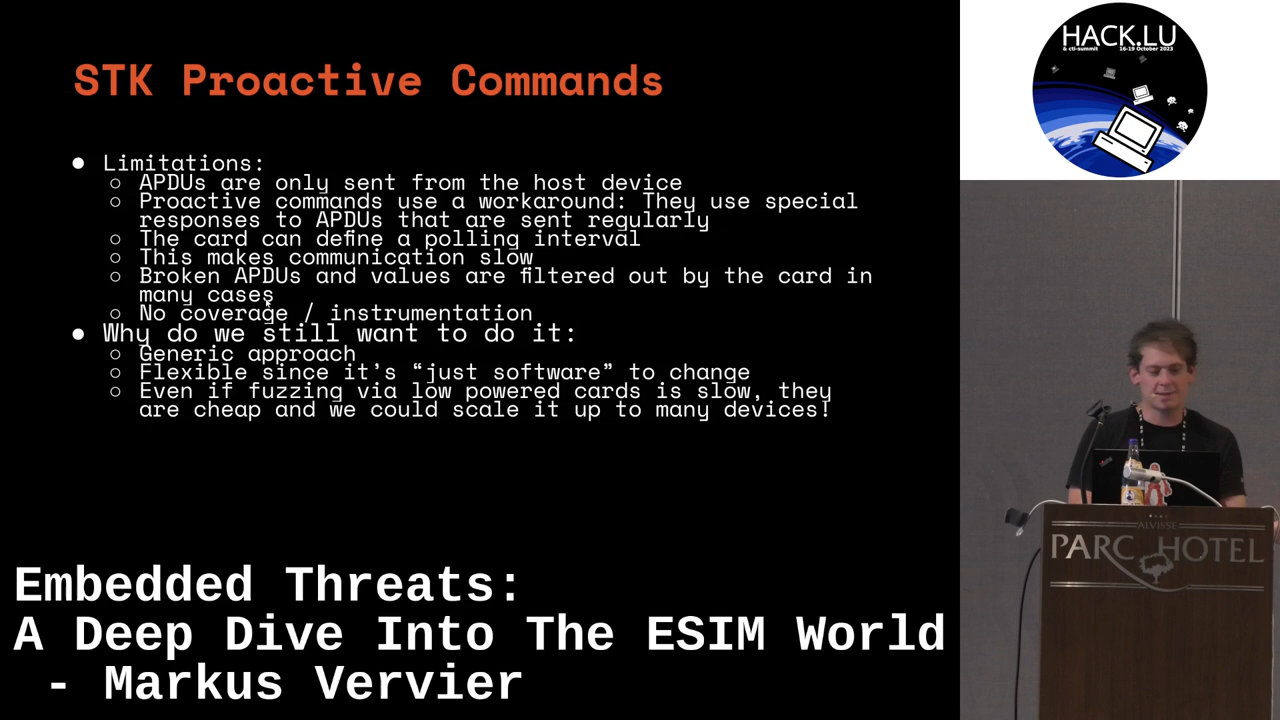 STK Proactive Commands
● Limitations:
○ APDUs are only sent from the host device
○ Proactive commands use a workaround: They use special
responses to APDUs that are sent regularly
○ The card can define a polling interval
○ This makes communication slow
○ Broken APDUs and values are filtered out by the card in
many cases
○ No coverage / instrumentation
● Why do we still want to do it:
○ Generic approach
○ Flexible since it's “just software” to change
○ Even if fuzzing via low powered cards is slow, they
are cheap and we could scale it up to many devices!
Embedded Threats:
A Deep Dive Into The ESIM World
- Markus Vervier
HACK.LU
& cti-summit 16-19 October 2023
ALVISSE
PARC HOTEL